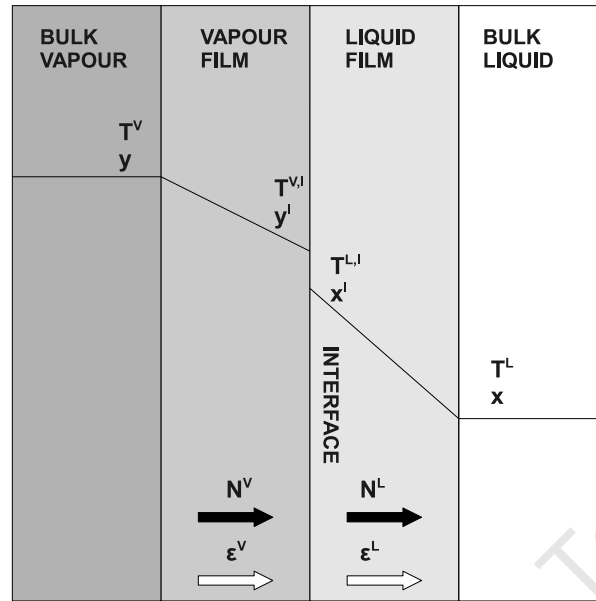 BULK VAPOUR
VAPOUR FILM
LIQUID FILM
BULK LIQUID
T^V
y
T^V,I
y^I
T^L,I
x^I
T^L
x
INTERFACE
N^V
N^L
ε^V
ε^L